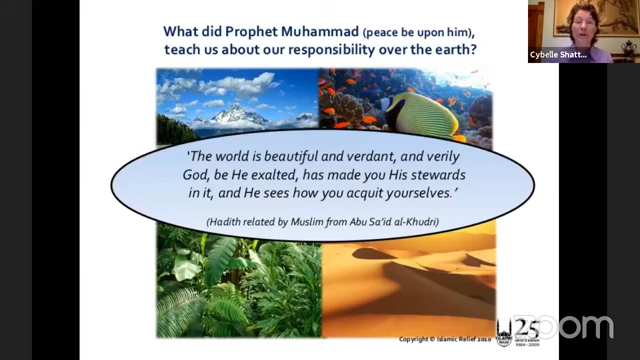 What did Prophet Muhammad (peace be upon him),
teach us about our responsibility over the earth?
Cybelle Shatt...
‘The world is beautiful and verdant, and verily
God, be He exalted, has made you His stewards
in it, and He sees how you acquit yourselves.’
(Hadith related by Muslim from Abu Sa‘id al-Khudri)
Copyright © Islamic Relief 2010
25
1984 - 2009
zoom